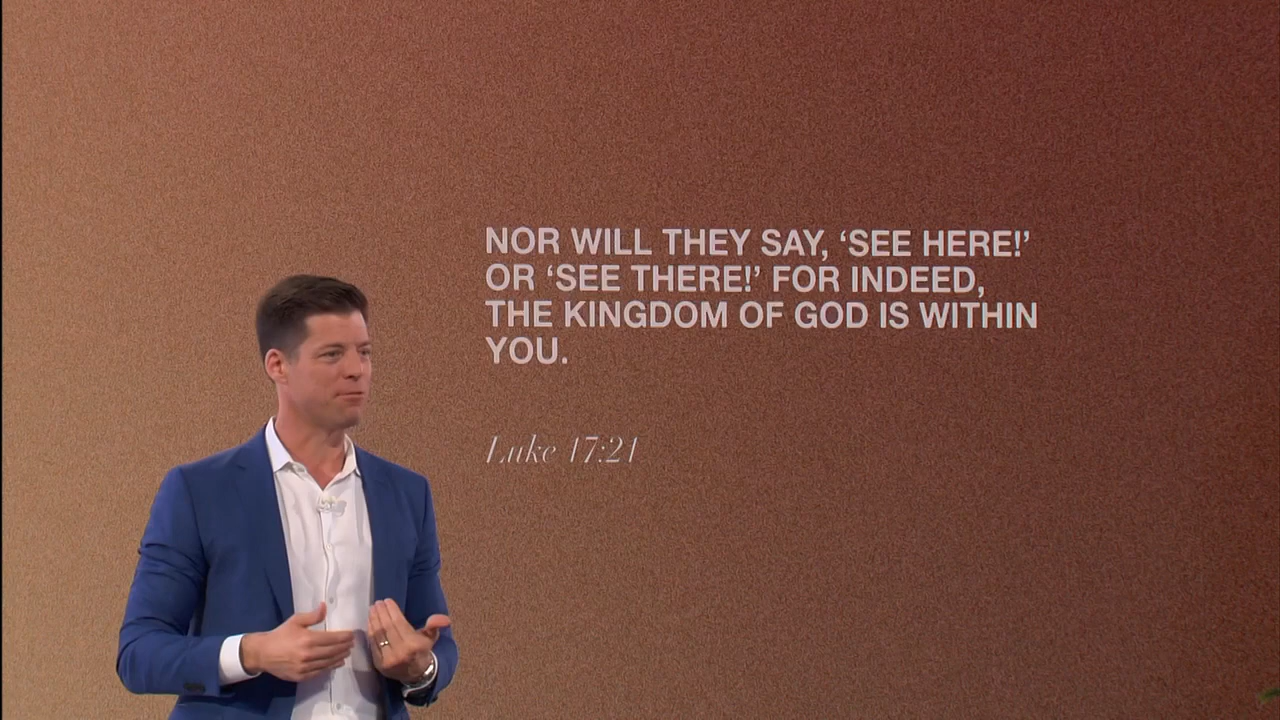 NOR WILL THEY SAY, ‘SEE HERE!’
OR ‘SEE THERE!’ FOR INDEED,
THE KINGDOM OF GOD IS WITHIN
YOU.
Luke 17:21